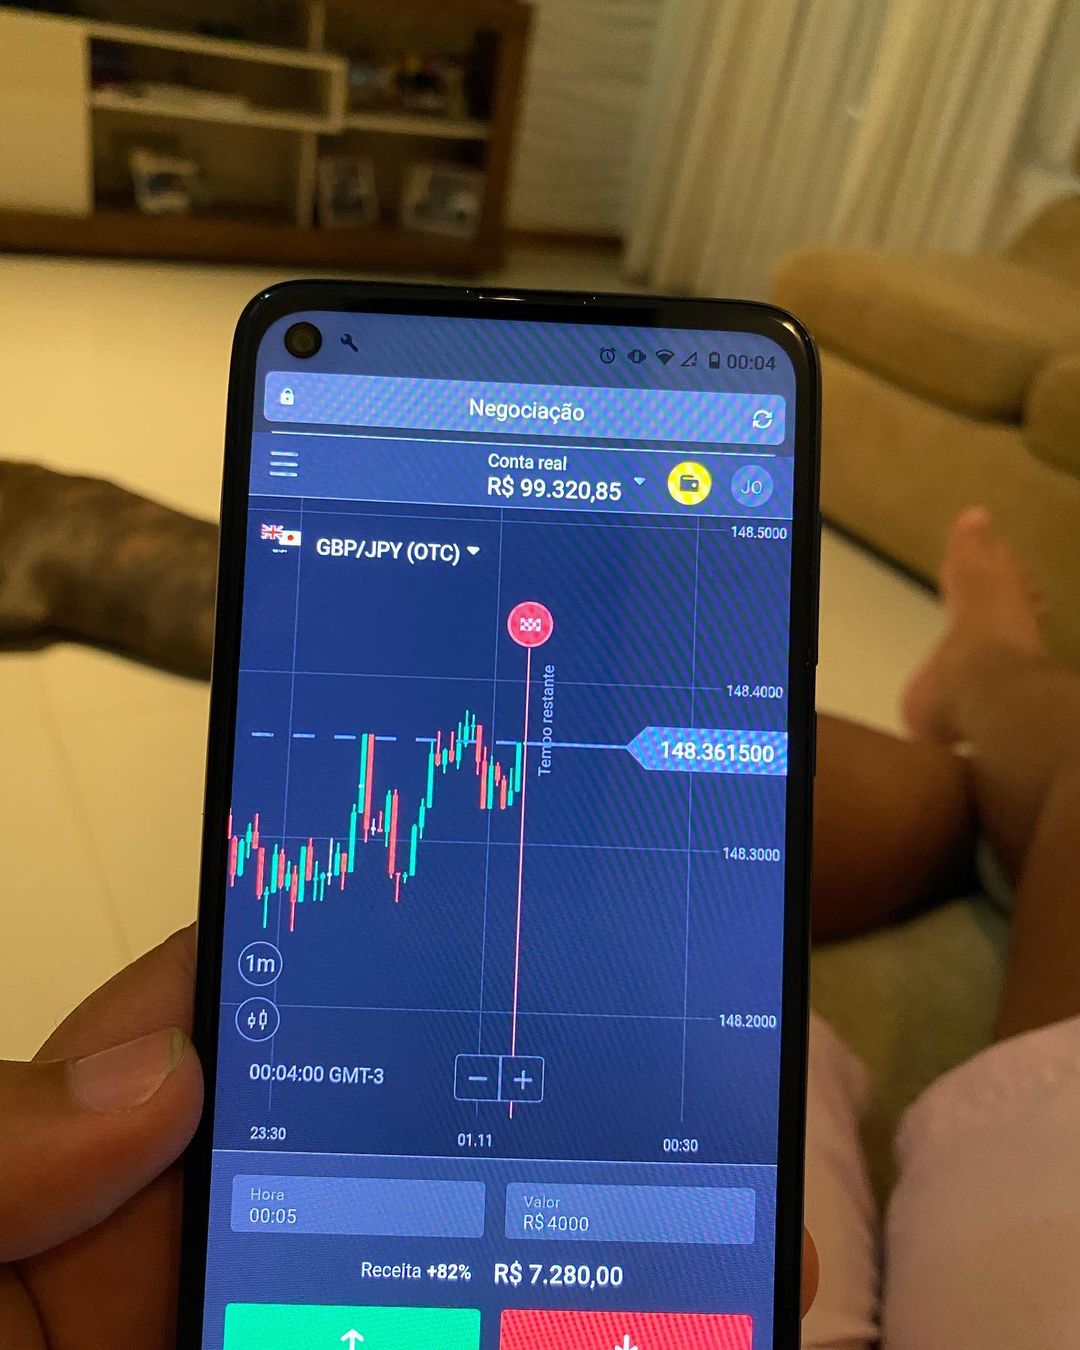 00:04
Negociação
Conta real
R$ 99.320,85
JO
148.5000
GBP/JPY (OTC)
148.4000
Tempo restante
148.361500
148.3000
1m
148.2000
00:04:00 GMT-3
− +
23:30
01.11
00:30
Hora
00:05
Valor
R$ 4000
Receita +82% R$ 7.280,00